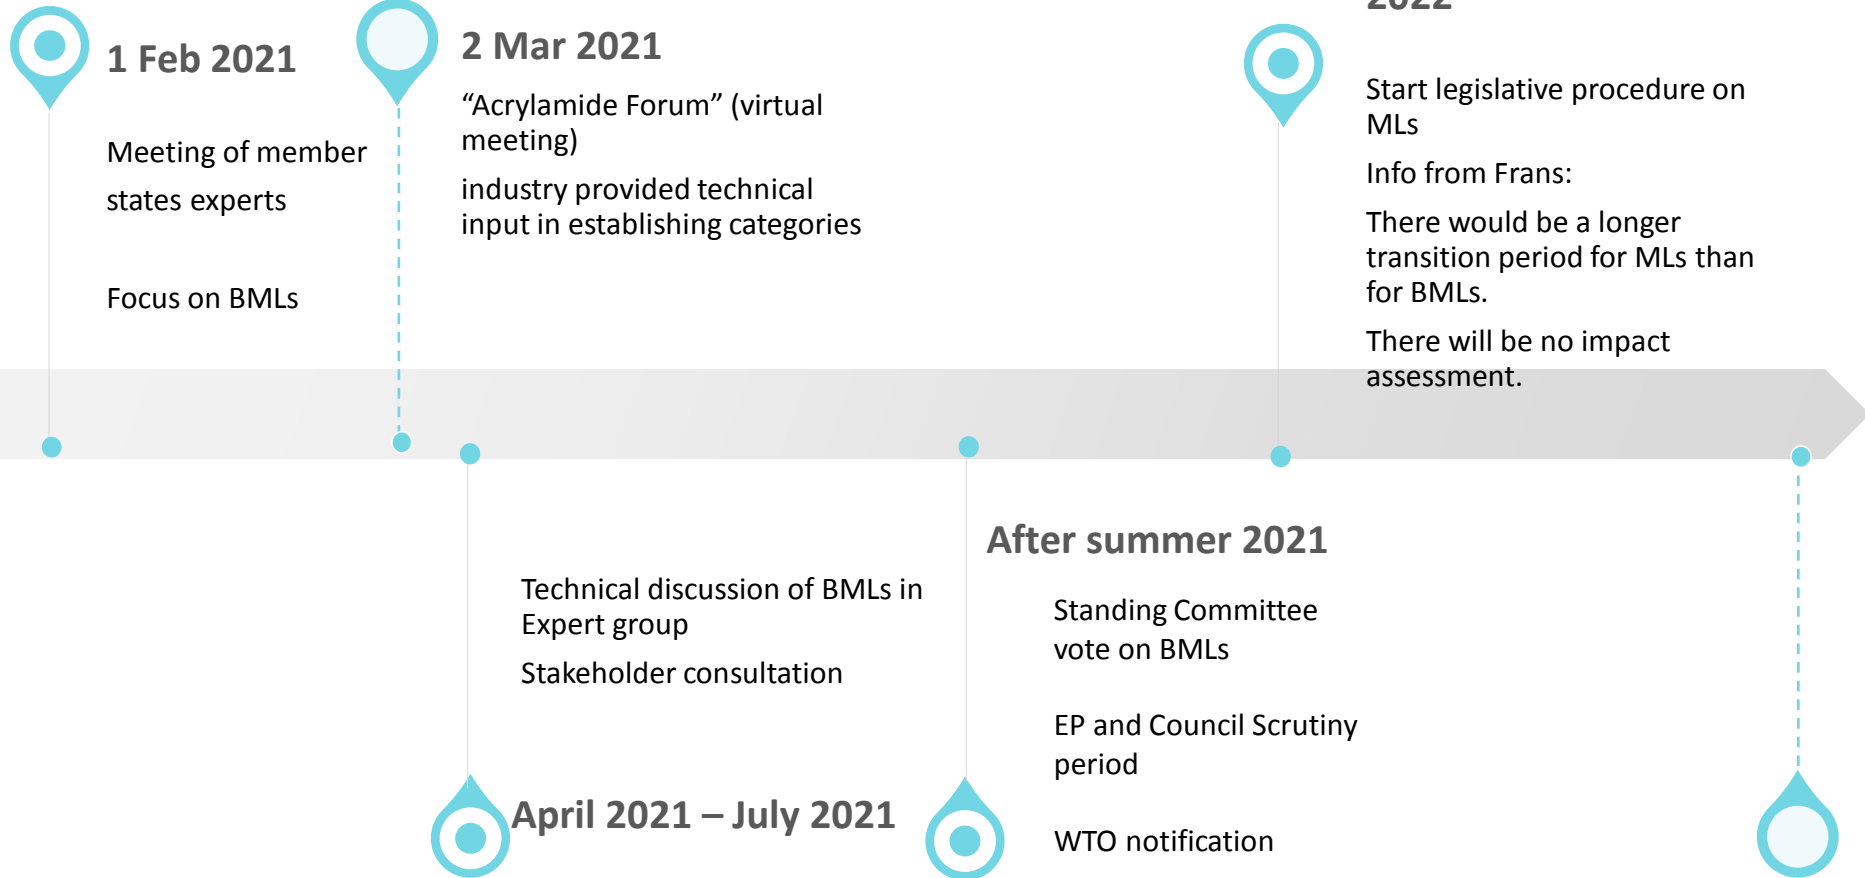 1 Feb 2021
Meeting of member
states experts
Focus on BMLs
2 Mar 2021
“Acrylamide Forum” (virtual
meeting)
industry provided technical
input in establishing categories
2022
Start legislative procedure on
MLs
Info from Frans:
There would be a longer
transition period for MLs than
for BMLs.
There will be no impact
assessment.
Technical discussion of BMLs in
Expert group
Stakeholder consultation
April 2021 – July 2021
After summer 2021
Standing Committee
vote on BMLs
EP and Council Scrutiny
period
WTO notification